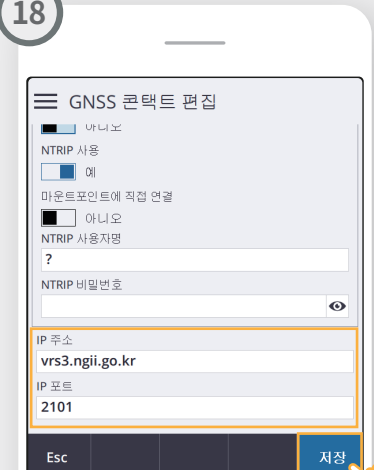 18
GNSS 콘택트 편집
아니오
NTRIP 사용
예
마운트포인트에 직접 연결
아니오
NTRIP 사용자명
?
NTRIP 비밀번호
IP 주소
vrs3.ngii.go.kr
IP 포트
2101
Esc
저장